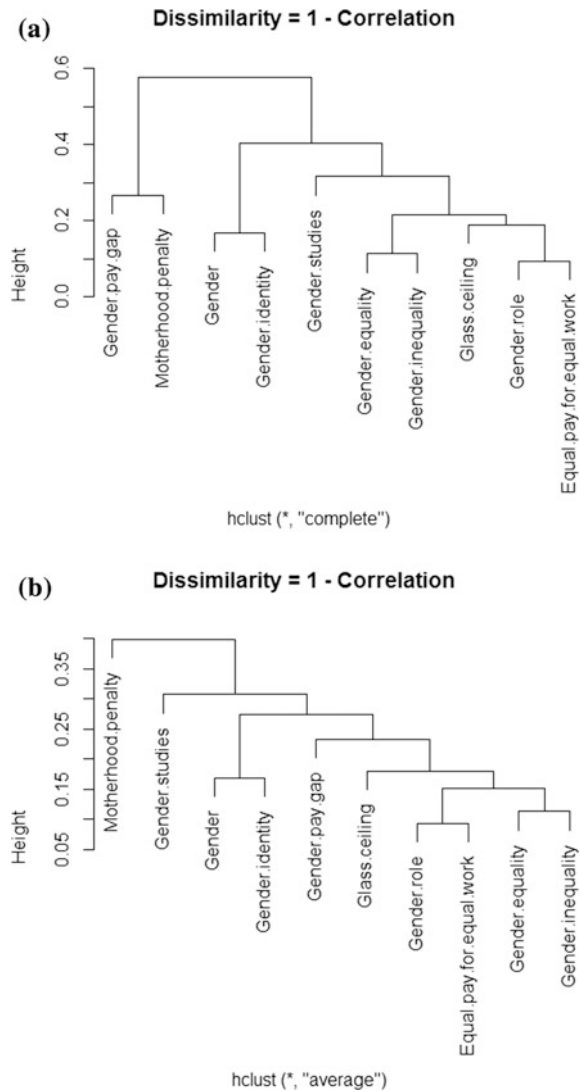 (a)
Dissimilarity = 1 - Correlation
Height
0.6
0.4
0.2
0.0
Gender.pay.gap
Motherhood.penalty
Gender
Gender.identity
Gender.studies
Gender.equality
Gender.inequality
Glass.ceiling
Gender.role
Equal.pay.for.equal.work
hclust (*, "complete")
(b)
Dissimilarity = 1 - Correlation
Height
0.35
0.25
0.15
0.05
Motherhood.penalty
Gender.studies
Gender
Gender.identity
Gender.pay.gap
Glass.ceiling
Gender.role
Equal.pay.for.equal.work
Gender.equality
Gender.inequality
hclust (*, "average")